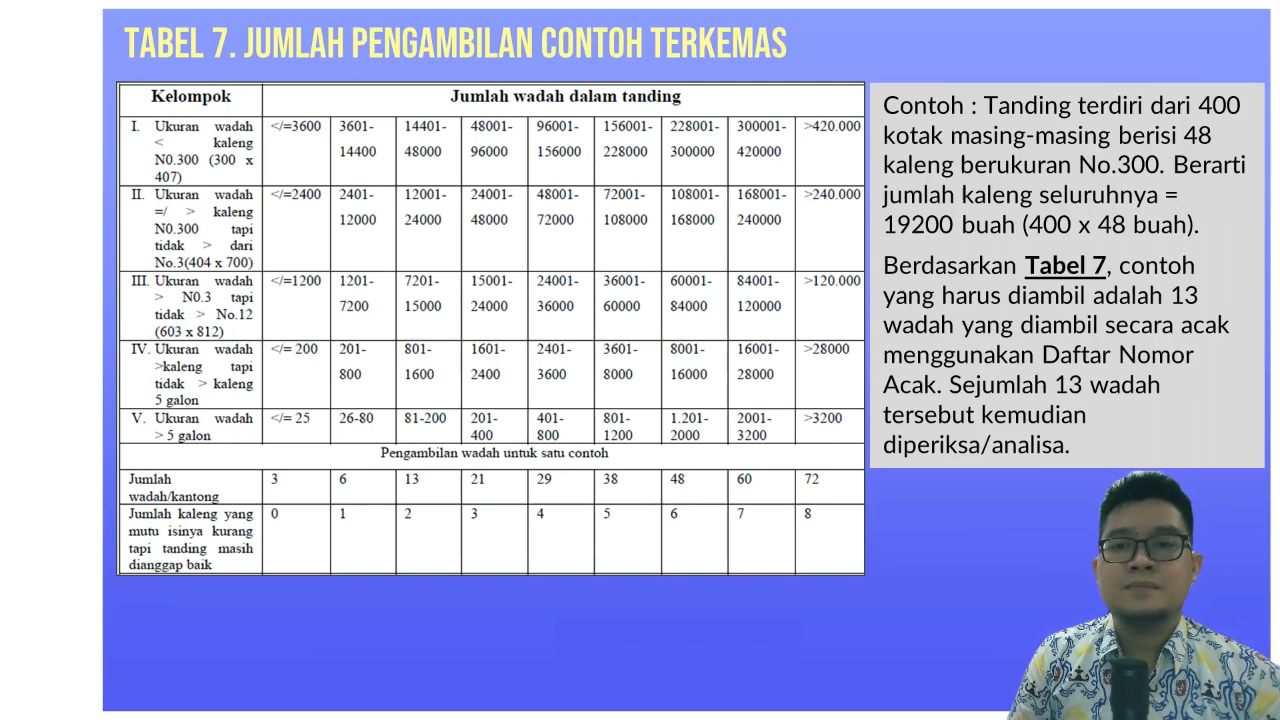 TABEL 7. JUMLAH PENGAMBILAN CONTOH TERKEMAS
Kelompok Jumlah wadah dalam tanding
I. Ukuran wadah < kaleng N0.300 (300 x 407) </=3600 3601-14400 14401-48000 48001-96000 96001-156000 156001-228000 228001-300000 300001-420000 >420.000
II. Ukuran wadah =/ > kaleng N0.300 tapi tidak > dari No.3(404 x 700) </=2400 2401-12000 12001-24000 24001-48000 48001-72000 72001-108000 108001-168000 168001-240000 >240.000
III. Ukuran wadah > N0.3 tapi tidak > No.12 (603 x 812) </=1200 1201-7200 7201-15000 15001-24000 24001-36000 36001-60000 60001-84000 84001-120000 >120.000
IV. Ukuran wadah >kaleng tapi tidak > kaleng 5 galon </= 200 201-800 801-1600 1601-2400 2401-3600 3601-8000 8001-16000 16001-28000 >28000
V. Ukuran wadah > 5 galon </= 25 26-80 81-200 201-400 401-800 801-1200 1.201-2000 2001-3200 >3200
Pengambilan wadah untuk satu contoh
Jumlah wadah/kantong 3 6 13 21 29 38 48 60 72
Jumlah kaleng yang mutu isinya kurang tapi tanding masih dianggap baik 0 1 2 3 4 5 6 7 8
Contoh : Tanding terdiri dari 400
kotak masing-masing berisi 48
kaleng berukuran No.300. Berarti
jumlah kaleng seluruhnya =
19200 buah (400 x 48 buah).
Berdasarkan Tabel 7, contoh
yang harus diambil adalah 13
wadah yang diambil secara acak
menggunakan Daftar Nomor
Acak. Sejumlah 13 wadah
tersebut kemudian
diperiksa/analisa.